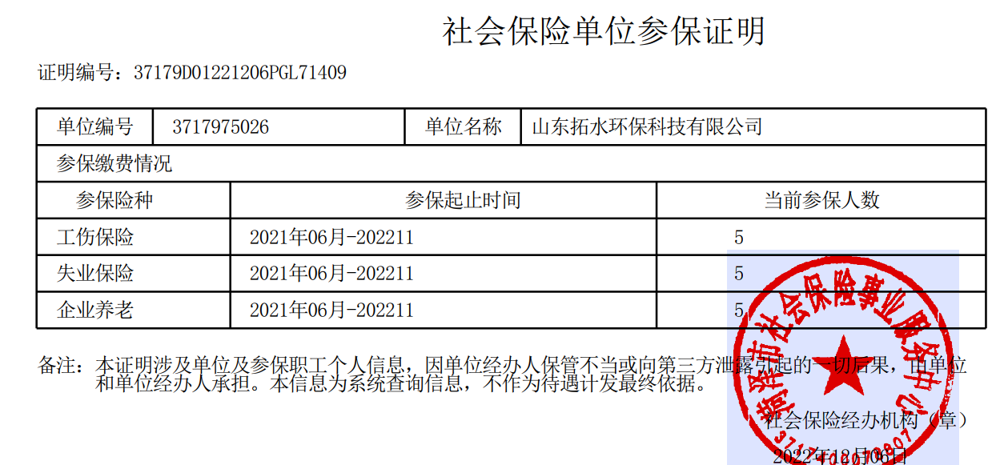 社会保险单位参保证明
证明编号：37179D01221206PGL71409
单位编号 3717975026 单位名称 山东拓水环保科技有限公司
参保缴费情况
参保险种 参保起止时间 当前参保人数
工伤保险 2021年06月-202211 5
失业保险 2021年06月-202211 5
企业养老 2021年06月-202211 5
备注：本证明涉及单位及参保职工个人信息，因单位经办人保管不当或向第三方泄露引起的一切后果，由单位
和单位经办人承担。本信息为系统查询信息，不作为待遇计发最终依据。
社会保险经办机构（章）
2022年12月06日
菏泽市社会保险事业服务中心